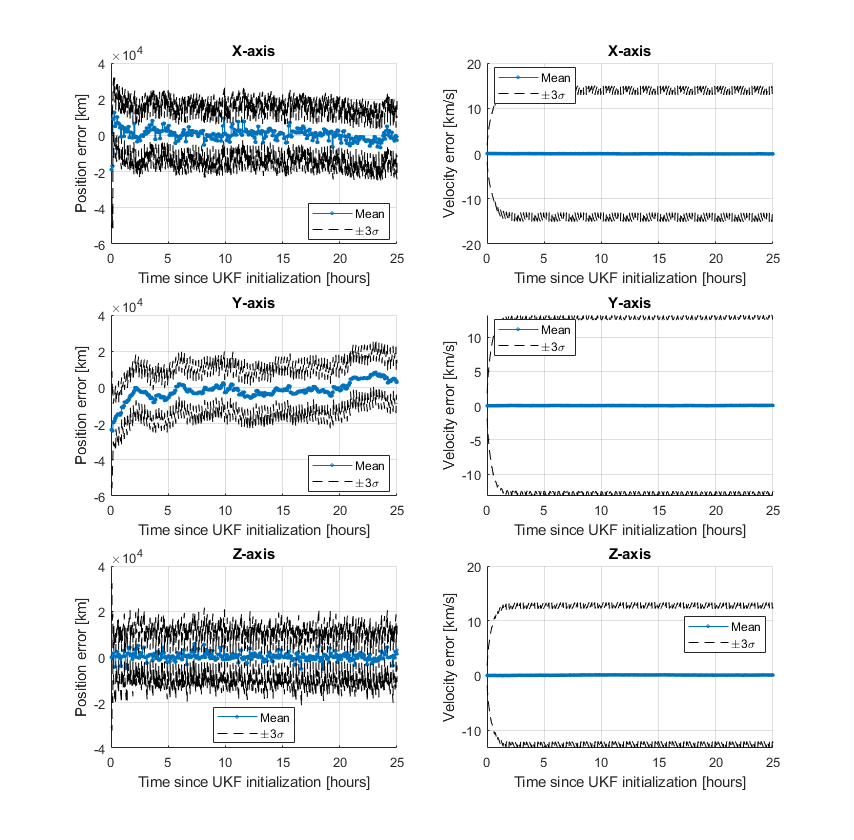 X-axis
×10⁴
4
2
0
-2
-4
-6
Position error [km]
Mean
±3σ
0 5 10 15 20 25
Time since UKF initialization [hours]
X-axis
20
10
0
-10
-20
Velocity error [km/s]
Mean
±3σ
0 5 10 15 20 25
Time since UKF initialization [hours]
Y-axis
×10⁴
4
2
0
-2
-4
-6
Position error [km]
Mean
±3σ
0 5 10 15 20 25
Time since UKF initialization [hours]
Y-axis
10
5
0
-5
-10
Velocity error [km/s]
Mean
±3σ
0 5 10 15 20 25
Time since UKF initialization [hours]
Z-axis
×10⁴
4
2
0
-2
-4
Position error [km]
Mean
±3σ
0 5 10 15 20 25
Time since UKF initialization [hours]
Z-axis
20
10
0
-10
Velocity error [km/s]
Mean
±3σ
0 5 10 15 20 25
Time since UKF initialization [hours]